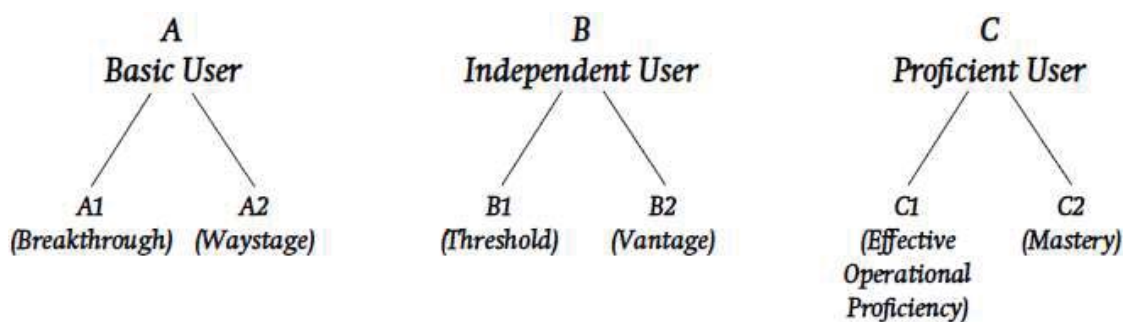 A
Basic User
B
Independent User
C
Proficient User
A1
(Breakthrough)
A2
(Waystage)
B1
(Threshold)
B2
(Vantage)
C1
(Effective
Operational
Proficiency)
C2
(Mastery)